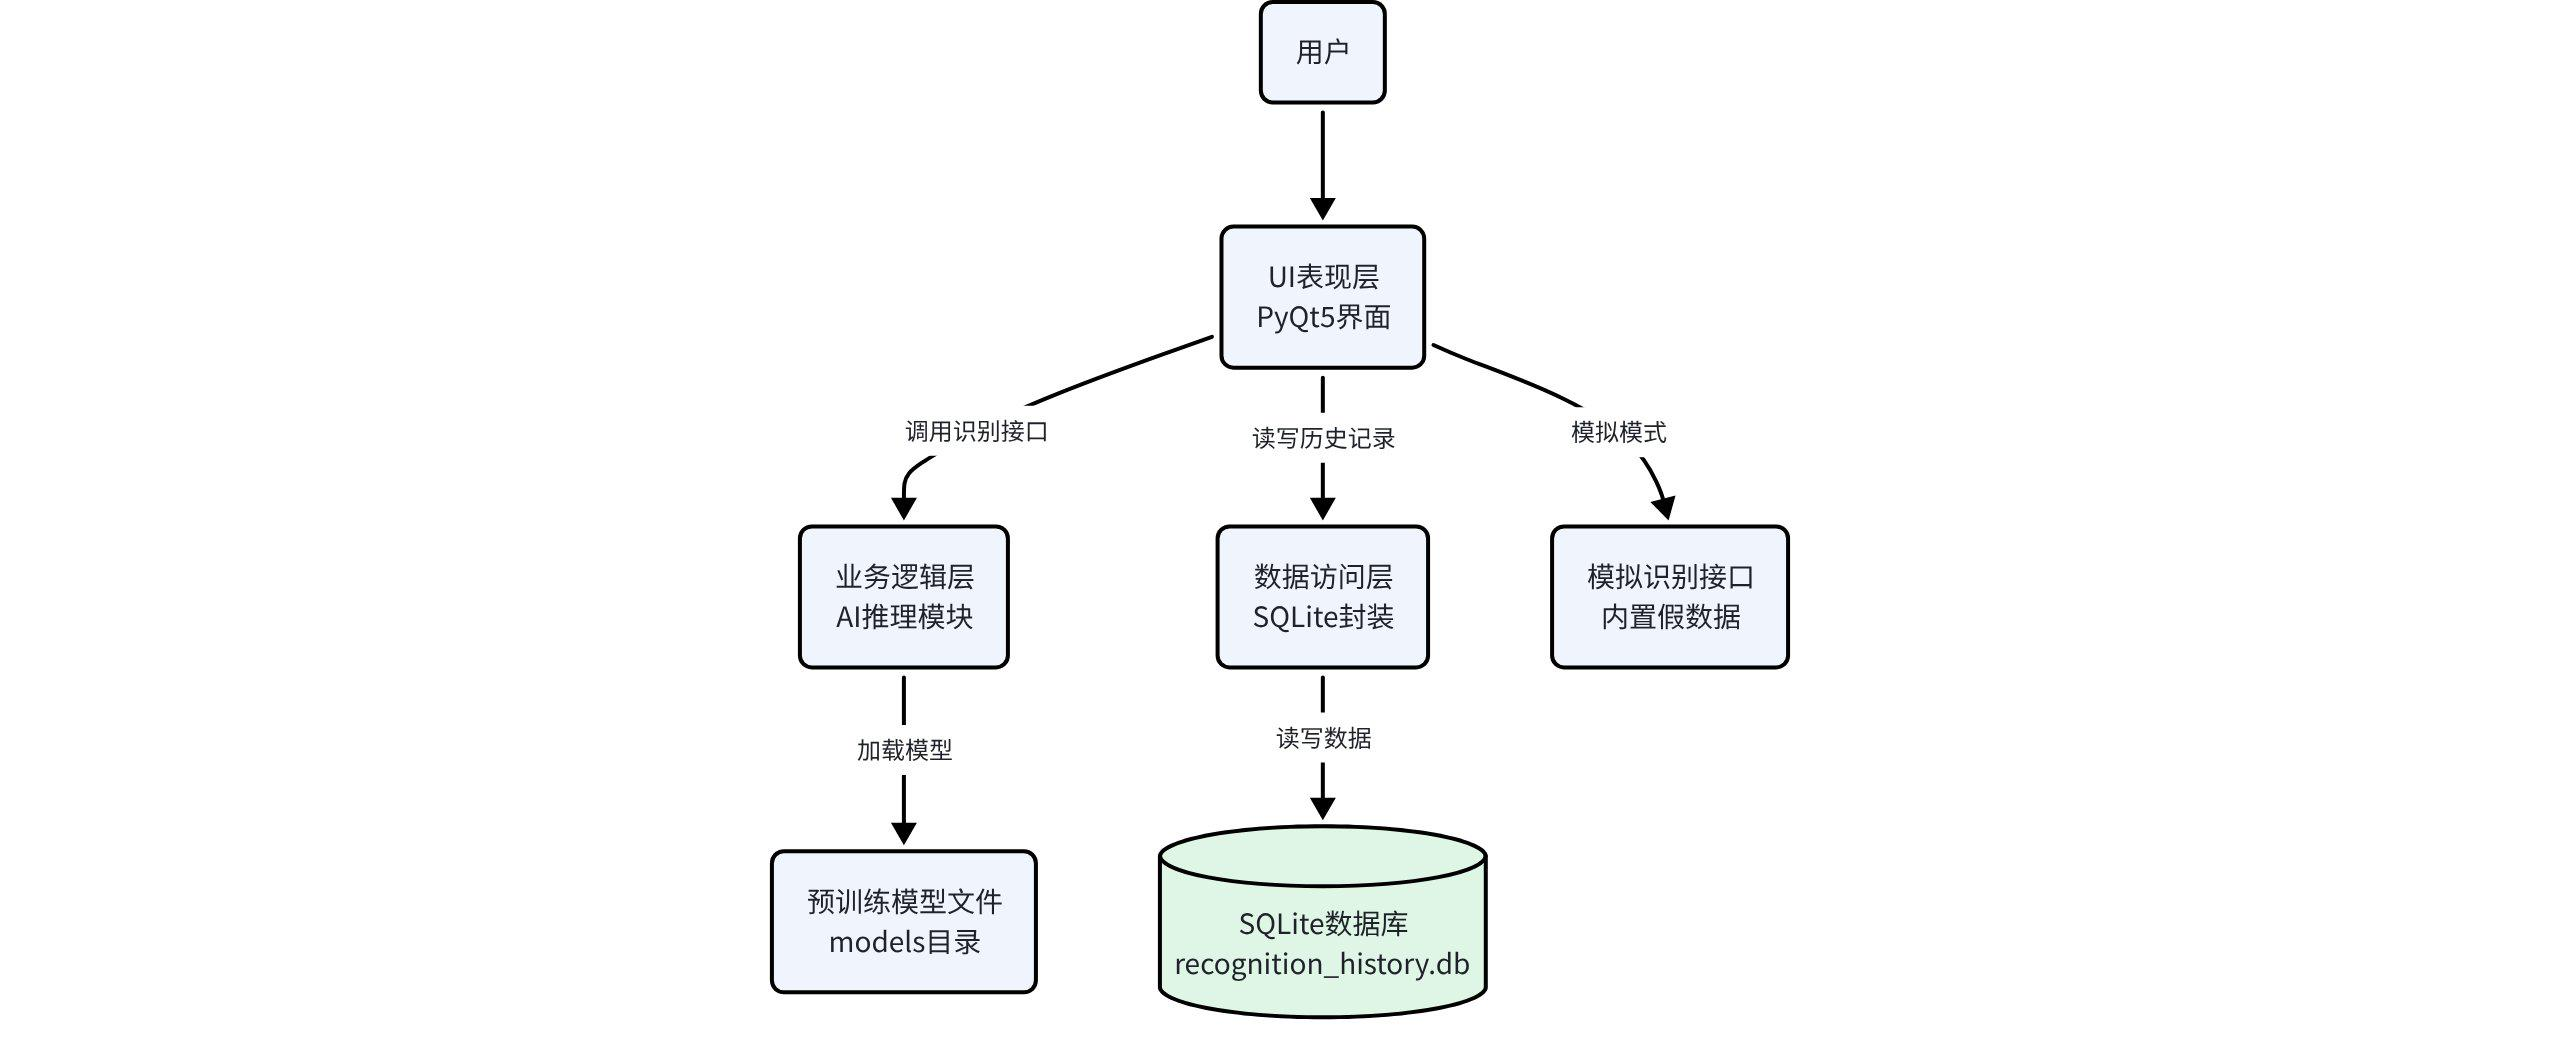 用户
UI表现层
PyQt5界面
调用识别接口
读写历史记录
模拟模式
业务逻辑层
AI推理模块
数据访问层
SQLite封装
模拟识别接口
内置假数据
加载模型
读写数据
预训练模型文件
models目录
SQLite数据库
recognition_history.db